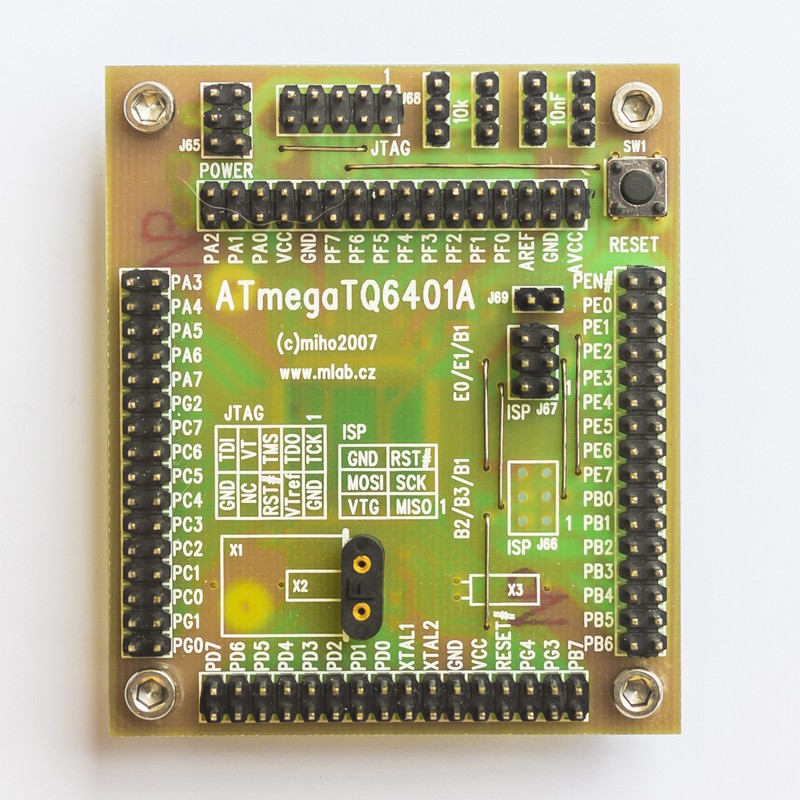 1
J68
10k
10nF
J65
JTAG
SW1
POWER
RESET
PA2 PA1 PA0 VCC GND PF7 PF6 PF5 PF4 PF3 PF2 PF1 PF0 AREF GND AVCC
PA3
PA4
PA5
PA6
PA7
PG2
PC7
PC6
PC5
PC4
PC3
PC2
PC1
PC0
PG1
PG0
ATmegaTQ6401A
(c)miho2007
www.mlab.cz
J69
E0/E1/B1
1
ISP J67
JTAG 1
TDI VT TMS TDO TCK
GND NC RST# VTref GND
ISP
GND RST#
MOSI SCK
VTG MISO 1
B2/B3/B1
1
ISP J66
X1
X2
X3
PEN#
PE0
PE1
PE2
PE3
PE4
PE5
PE6
PE7
PB0
PB1
PB2
PB3
PB4
PB5
PB6
PD7 PD6 PD5 PD4 PD3 PD2 PD1 PD0 XTAL1 XTAL2 GND VCC RESET# PG4 PG3 PB7